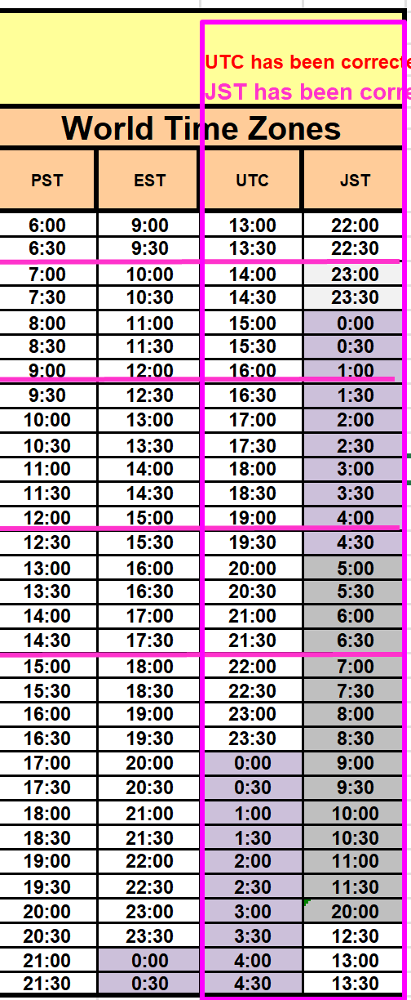 UTC has been correcte
JST has been corre
World Time Zones
PST EST UTC JST
6:00 9:00 13:00 22:00
6:30 9:30 13:30 22:30
7:00 10:00 14:00 23:00
7:30 10:30 14:30 23:30
8:00 11:00 15:00 0:00
8:30 11:30 15:30 0:30
9:00 12:00 16:00 1:00
9:30 12:30 16:30 1:30
10:00 13:00 17:00 2:00
10:30 13:30 17:30 2:30
11:00 14:00 18:00 3:00
11:30 14:30 18:30 3:30
12:00 15:00 19:00 4:00
12:30 15:30 19:30 4:30
13:00 16:00 20:00 5:00
13:30 16:30 20:30 5:30
14:00 17:00 21:00 6:00
14:30 17:30 21:30 6:30
15:00 18:00 22:00 7:00
15:30 18:30 22:30 7:30
16:00 19:00 23:00 8:00
16:30 19:30 23:30 8:30
17:00 20:00 0:00 9:00
17:30 20:30 0:30 9:30
18:00 21:00 1:00 10:00
18:30 21:30 1:30 10:30
19:00 22:00 2:00 11:00
19:30 22:30 2:30 11:30
20:00 23:00 3:00 20:00
20:30 23:30 3:30 12:30
21:00 0:00 4:00 13:00
21:30 0:30 4:30 13:30